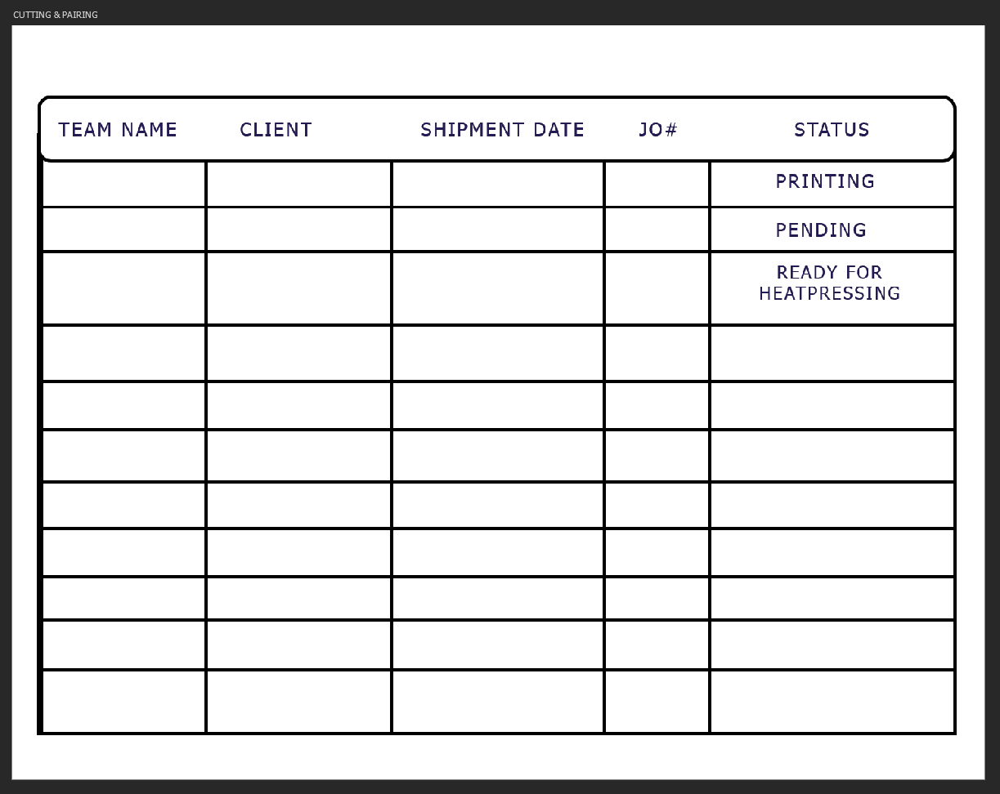 CUTTING & PAIRING
TEAM NAME CLIENT SHIPMENT DATE JO# STATUS
PRINTING
PENDING
READY FOR
HEATPRESSING